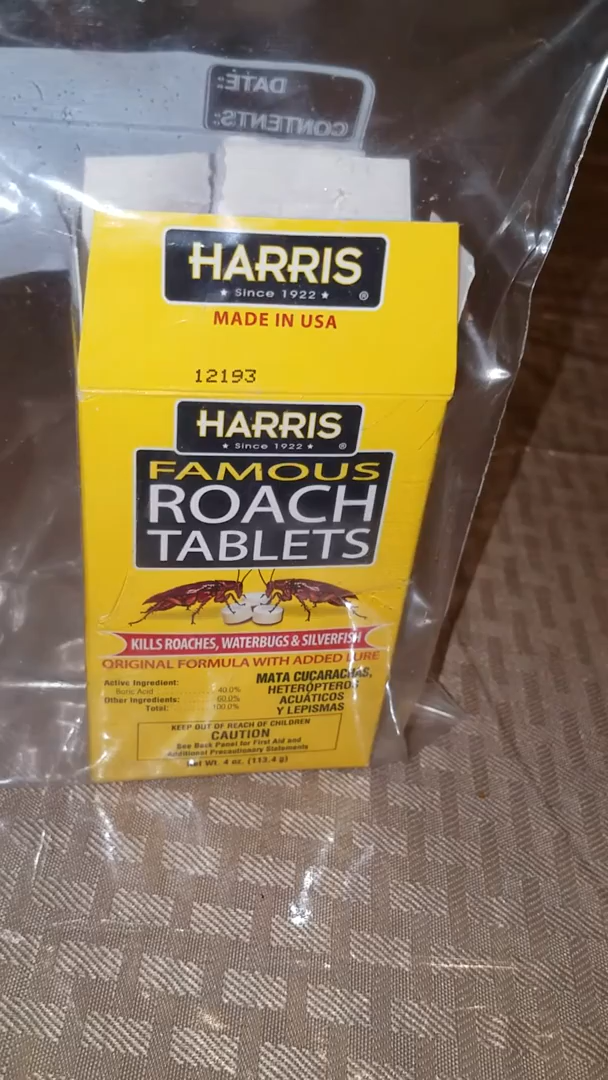 DATE:
CONTENTS:
HARRIS
★ Since 1922 ★ ®
MADE IN USA
12193
HARRIS
★ Since 1922 ★ ®
FAMOUS
ROACH
TABLETS
KILLS ROACHES, WATERBUGS & SILVERFISH
ORIGINAL FORMULA WITH ADDED LURE
Active Ingredient:
Boric Acid 40.0%
Other Ingredients: 60.0%
Total: 100.0%
MATA CUCARACHAS,
HETERÓPTEROS
ACUÁTICOS
Y LEPISMAS
KEEP OUT OF REACH OF CHILDREN
CAUTION
See Back Panel for First Aid and
Additional Precautionary Statements
Net Wt. 4 oz. (113.4 g)